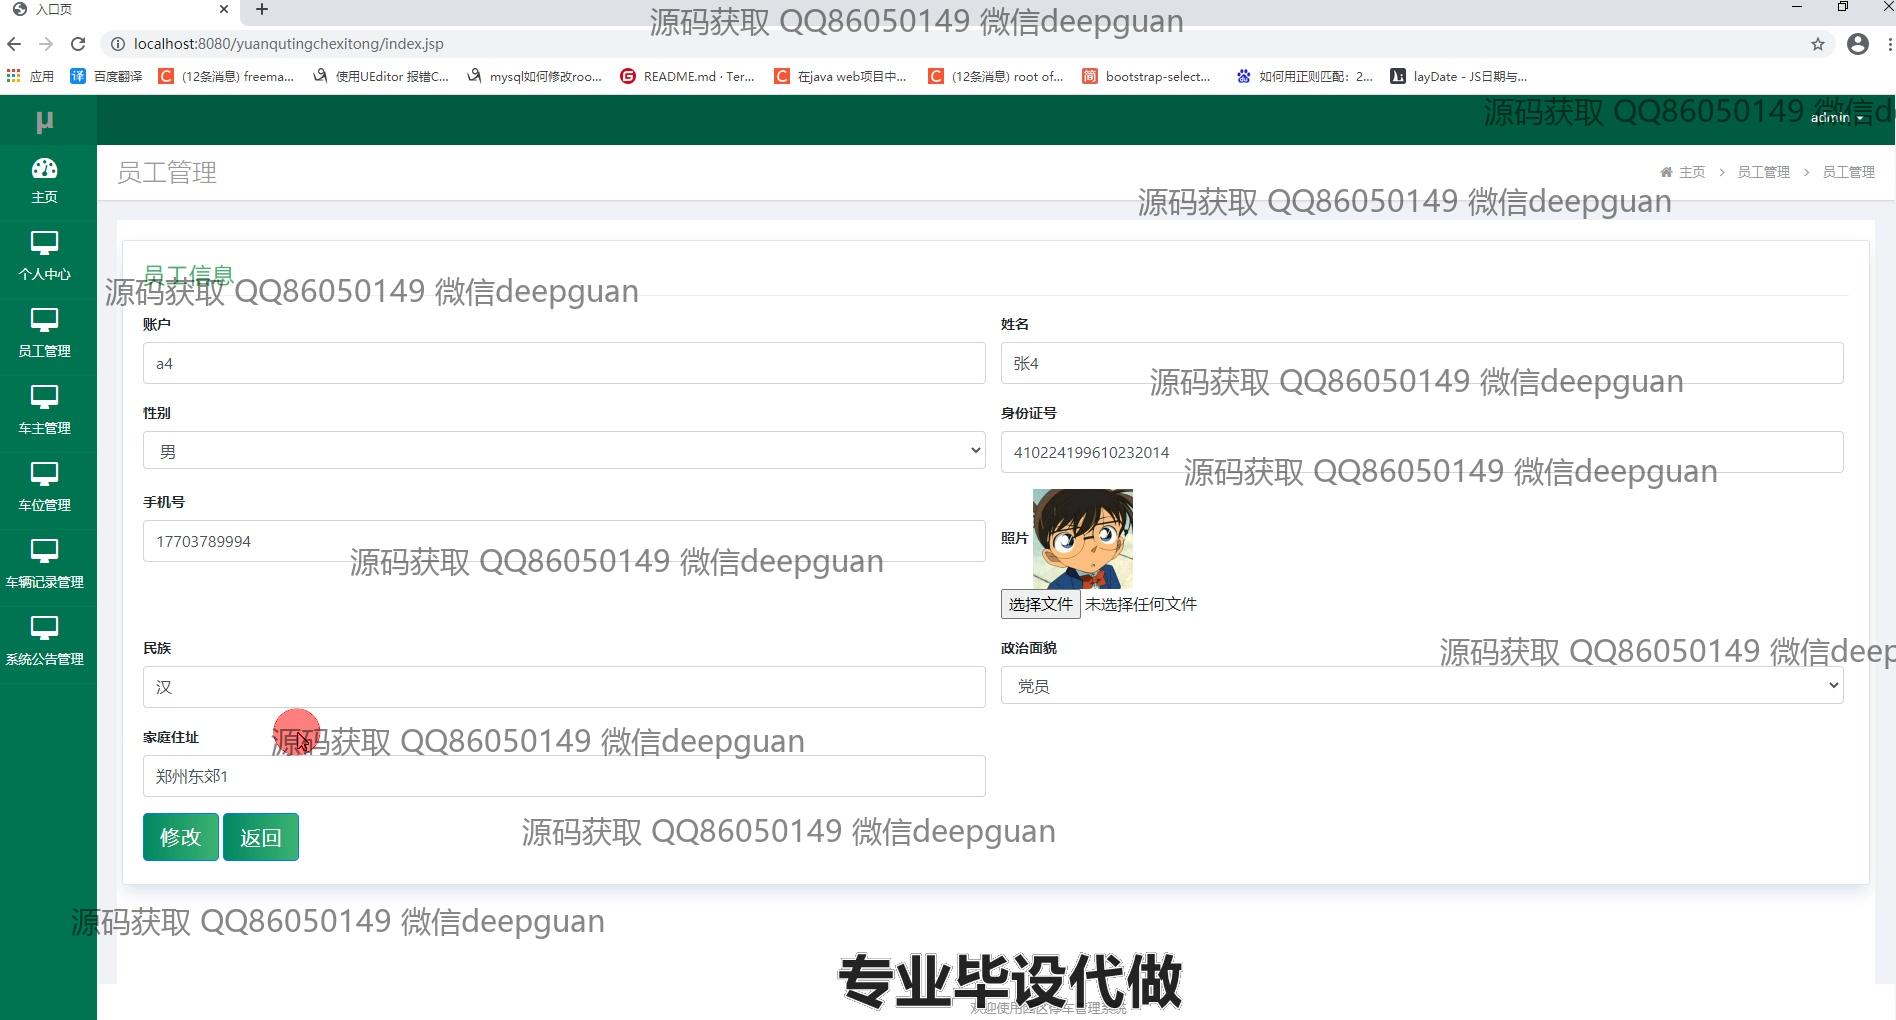 入口页
源码获取 QQ86050149 微信deepguan
localhost:8080/yuanqutingchexitong/index.jsp
应用 百度翻译 (12条消息) freema... 使用UEditor 报错C... mysql如何修改roo... README.md · Ter... 在java web项目中... (12条消息) root of... bootstrap-select... 如何用正则匹配：2... layDate - JS日期与...
μ
源码获取 QQ86050149 微信d
admin
主页
员工管理
主页 > 员工管理 > 员工管理
源码获取 QQ86050149 微信deepguan
个人中心
员工信息
源码获取 QQ86050149 微信deepguan
账户
姓名
员工管理
a4
张4
源码获取 QQ86050149 微信deepguan
性别
身份证号
车主管理
男
410224199610232014
源码获取 QQ86050149 微信deepguan
手机号
车位管理
17703789994
照片
源码获取 QQ86050149 微信deepguan
车辆记录管理
选择文件 未选择任何文件
民族
政治面貌
源码获取 QQ86050149 微信deep
系统公告管理
汉
党员
家庭住址
源码获取 QQ86050149 微信deepguan
郑州东郊1
修改 返回
源码获取 QQ86050149 微信deepguan
源码获取 QQ86050149 微信deepguan
专业毕设代做
欢迎使用园区停车管理系统